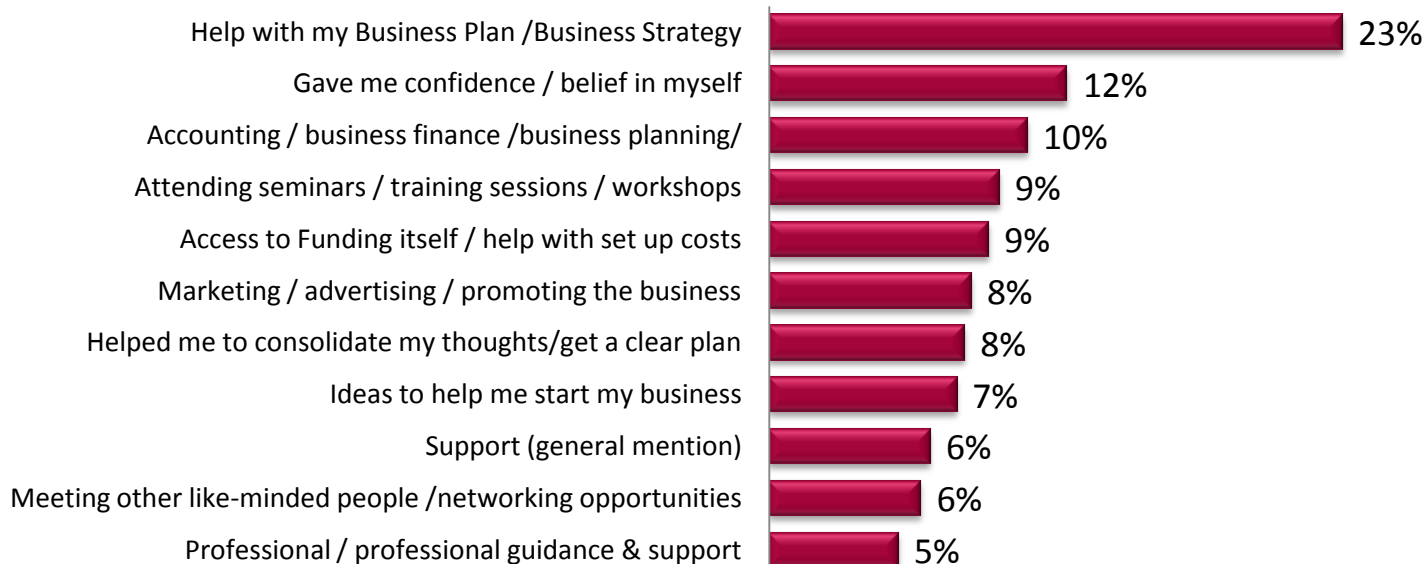 Help with my Business Plan /Business Strategy 23%
Gave me confidence / belief in myself 12%
Accounting / business finance /business planning/ 10%
Attending seminars / training sessions / workshops 9%
Access to Funding itself / help with set up costs 9%
Marketing / advertising / promoting the business 8%
Helped me to consolidate my thoughts/get a clear plan 8%
Ideas to help me start my business 7%
Support (general mention) 6%
Meeting other like-minded people /networking opportunities 6%
Professional / professional guidance & support 5%